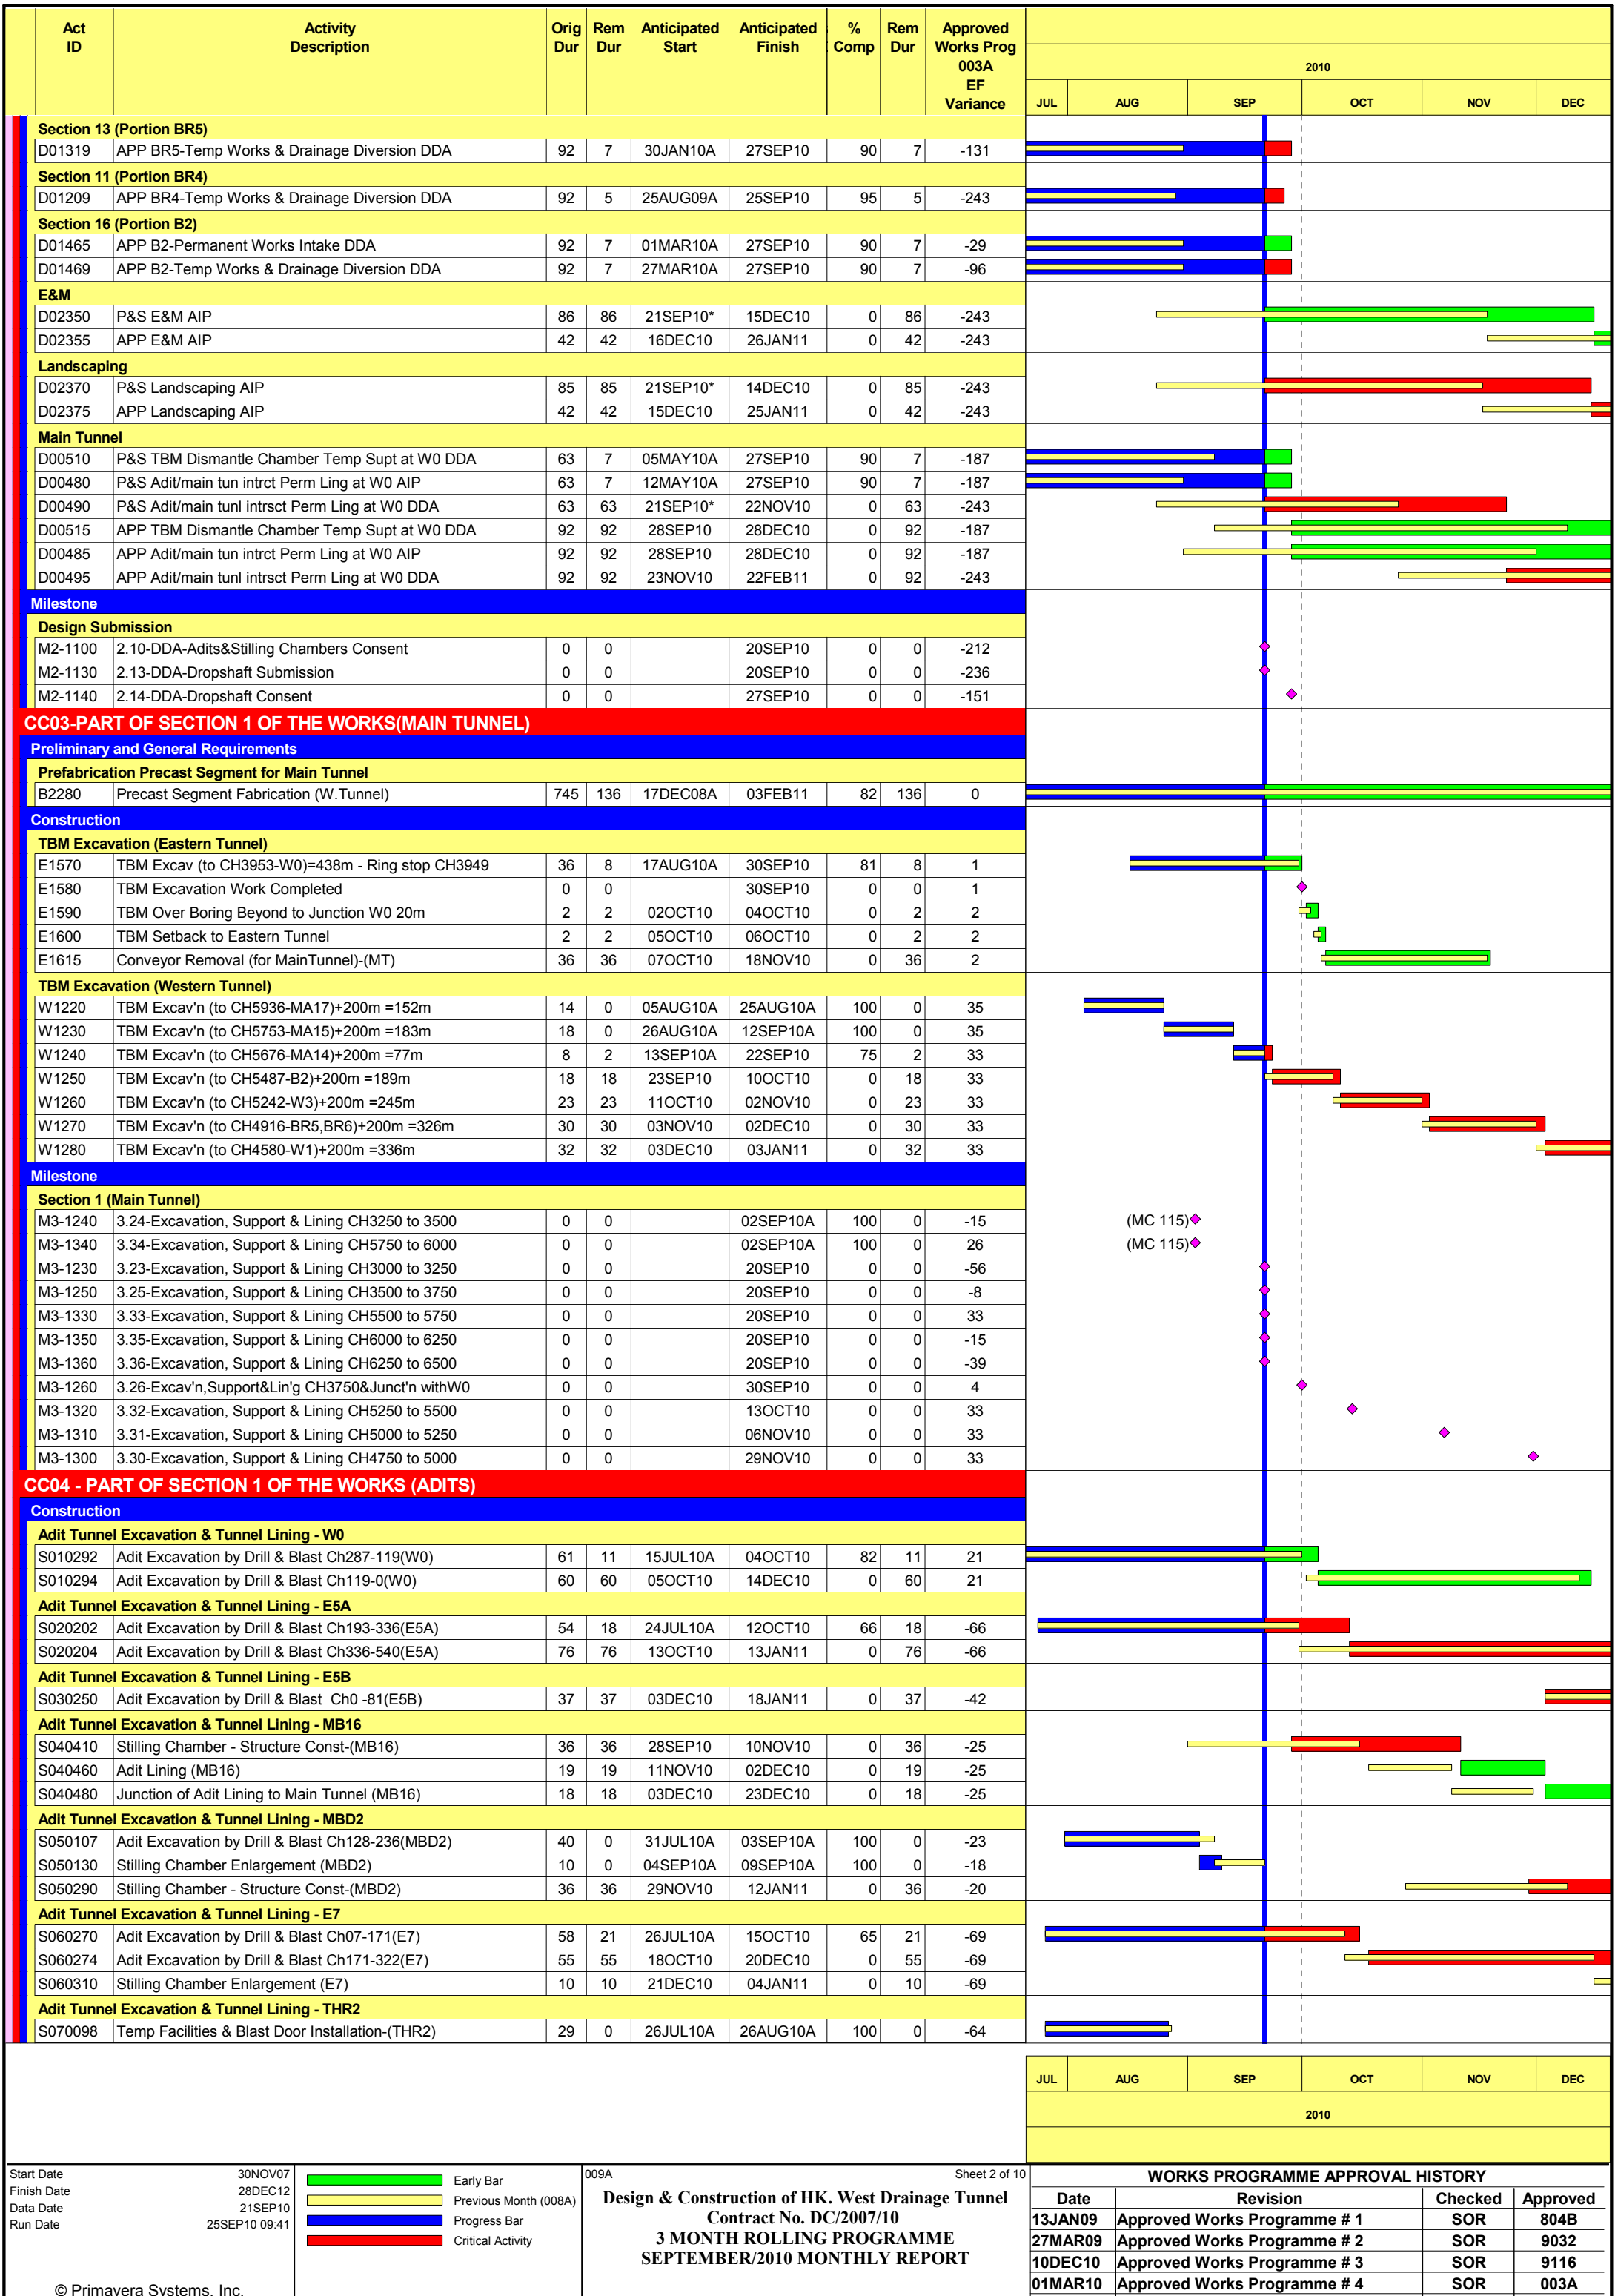 Act ID Activity Description Orig Dur Rem Dur Anticipated Start Anticipated Finish % Comp Rem Dur Approved Works Prog 003A EF Variance
2010
JUL AUG SEP OCT NOV DEC
Section 13 (Portion BR5)
D01319 APP BR5-Temp Works & Drainage Diversion DDA 92 7 30JAN10A 27SEP10 90 7 -131
Section 11 (Portion BR4)
D01209 APP BR4-Temp Works & Drainage Diversion DDA 92 5 25AUG09A 25SEP10 95 5 -243
Section 16 (Portion B2)
D01465 APP B2-Permanent Works Intake DDA 92 7 01MAR10A 27SEP10 90 7 -29
D01469 APP B2-Temp Works & Drainage Diversion DDA 92 7 27MAR10A 27SEP10 90 7 -96
E&M
D02350 P&S E&M AIP 86 86 21SEP10* 15DEC10 0 86 -243
D02355 APP E&M AIP 42 42 16DEC10 26JAN11 0 42 -243
Landscaping
D02370 P&S Landscaping AIP 85 85 21SEP10* 14DEC10 0 85 -243
D02375 APP Landscaping AIP 42 42 15DEC10 25JAN11 0 42 -243
Main Tunnel
D00510 P&S TBM Dismantle Chamber Temp Supt at W0 DDA 63 7 05MAY10A 27SEP10 90 7 -187
D00480 P&S Adit/main tun intrct Perm Ling at W0 AIP 63 7 12MAY10A 27SEP10 90 7 -187
D00490 P&S Adit/main tunl intrsct Perm Ling at W0 DDA 63 63 21SEP10* 22NOV10 0 63 -243
D00515 APP TBM Dismantle Chamber Temp Supt at W0 DDA 92 92 28SEP10 28DEC10 0 92 -187
D00485 APP Adit/main tun intrct Perm Ling at W0 AIP 92 92 28SEP10 28DEC10 0 92 -187
D00495 APP Adit/main tunl intrsct Perm Ling at W0 DDA 92 92 23NOV10 22FEB11 0 92 -243
Milestone
Design Submission
M2-1100 2.10-DDA-Adits&Stilling Chambers Consent 0 0 20SEP10 0 0 -212
M2-1130 2.13-DDA-Dropshaft Submission 0 0 20SEP10 0 0 -236
M2-1140 2.14-DDA-Dropshaft Consent 0 0 27SEP10 0 0 -151
CC03-PART OF SECTION 1 OF THE WORKS(MAIN TUNNEL)
Preliminary and General Requirements
Prefabrication Precast Segment for Main Tunnel
B2280 Precast Segment Fabrication (W.Tunnel) 745 136 17DEC08A 03FEB11 82 136 0
Construction
TBM Excavation (Eastern Tunnel)
E1570 TBM Excav (to CH3953-W0)=438m - Ring stop CH3949 36 8 17AUG10A 30SEP10 81 8 1
E1580 TBM Excavation Work Completed 0 0 30SEP10 0 0 1
E1590 TBM Over Boring Beyond to Junction W0 20m 2 2 02OCT10 04OCT10 0 2 2
E1600 TBM Setback to Eastern Tunnel 2 2 05OCT10 06OCT10 0 2 2
E1615 Conveyor Removal (for MainTunnel)-(MT) 36 36 07OCT10 18NOV10 0 36 2
TBM Excavation (Western Tunnel)
W1220 TBM Excav'n (to CH5936-MA17)+200m =152m 14 0 05AUG10A 25AUG10A 100 0 35
W1230 TBM Excav'n (to CH5753-MA15)+200m =183m 18 0 26AUG10A 12SEP10A 100 0 35
W1240 TBM Excav'n (to CH5676-MA14)+200m =77m 8 2 13SEP10A 22SEP10 75 2 33
W1250 TBM Excav'n (to CH5487-B2)+200m =189m 18 18 23SEP10 10OCT10 0 18 33
W1260 TBM Excav'n (to CH5242-W3)+200m =245m 23 23 11OCT10 02NOV10 0 23 33
W1270 TBM Excav'n (to CH4916-BR5,BR6)+200m =326m 30 30 03NOV10 02DEC10 0 30 33
W1280 TBM Excav'n (to CH4580-W1)+200m =336m 32 32 03DEC10 03JAN11 0 32 33
Milestone
Section 1 (Main Tunnel)
M3-1240 3.24-Excavation, Support & Lining CH3250 to 3500 0 0 02SEP10A 100 0 -15 (MC 115)
M3-1340 3.34-Excavation, Support & Lining CH5750 to 6000 0 0 02SEP10A 100 0 26 (MC 115)
M3-1230 3.23-Excavation, Support & Lining CH3000 to 3250 0 0 20SEP10 0 0 -56
M3-1250 3.25-Excavation, Support & Lining CH3500 to 3750 0 0 20SEP10 0 0 -8
M3-1330 3.33-Excavation, Support & Lining CH5500 to 5750 0 0 20SEP10 0 0 33
M3-1350 3.35-Excavation, Support & Lining CH6000 to 6250 0 0 20SEP10 0 0 -15
M3-1360 3.36-Excavation, Support & Lining CH6250 to 6500 0 0 20SEP10 0 0 -39
M3-1260 3.26-Excav'n,Support&Lin'g CH3750&Junct'n withW0 0 0 30SEP10 0 0 4
M3-1320 3.32-Excavation, Support & Lining CH5250 to 5500 0 0 13OCT10 0 0 33
M3-1310 3.31-Excavation, Support & Lining CH5000 to 5250 0 0 06NOV10 0 0 33
M3-1300 3.30-Excavation, Support & Lining CH4750 to 5000 0 0 29NOV10 0 0 33
CC04 - PART OF SECTION 1 OF THE WORKS (ADITS)
Construction
Adit Tunnel Excavation & Tunnel Lining - W0
S010292 Adit Excavation by Drill & Blast Ch287-119(W0) 61 11 15JUL10A 04OCT10 82 11 21
S010294 Adit Excavation by Drill & Blast Ch119-0(W0) 60 60 05OCT10 14DEC10 0 60 21
Adit Tunnel Excavation & Tunnel Lining - E5A
S020202 Adit Excavation by Drill & Blast Ch193-336(E5A) 54 18 24JUL10A 12OCT10 66 18 -66
S020204 Adit Excavation by Drill & Blast Ch336-540(E5A) 76 76 13OCT10 13JAN11 0 76 -66
Adit Tunnel Excavation & Tunnel Lining - E5B
S030250 Adit Excavation by Drill & Blast Ch0 -81(E5B) 37 37 03DEC10 18JAN11 0 37 -42
Adit Tunnel Excavation & Tunnel Lining - MB16
S040410 Stilling Chamber - Structure Const-(MB16) 36 36 28SEP10 10NOV10 0 36 -25
S040460 Adit Lining (MB16) 19 19 11NOV10 02DEC10 0 19 -25
S040480 Junction of Adit Lining to Main Tunnel (MB16) 18 18 03DEC10 23DEC10 0 18 -25
Adit Tunnel Excavation & Tunnel Lining - MBD2
S050107 Adit Excavation by Drill & Blast Ch128-236(MBD2) 40 0 31JUL10A 03SEP10A 100 0 -23
S050130 Stilling Chamber Enlargement (MBD2) 10 0 04SEP10A 09SEP10A 100 0 -18
S050290 Stilling Chamber - Structure Const-(MBD2) 36 36 29NOV10 12JAN11 0 36 -20
Adit Tunnel Excavation & Tunnel Lining - E7
S060270 Adit Excavation by Drill & Blast Ch07-171(E7) 58 21 26JUL10A 15OCT10 65 21 -69
S060274 Adit Excavation by Drill & Blast Ch171-322(E7) 55 55 18OCT10 20DEC10 0 55 -69
S060310 Stilling Chamber Enlargement (E7) 10 10 21DEC10 04JAN11 0 10 -69
Adit Tunnel Excavation & Tunnel Lining - THR2
S070098 Temp Facilities & Blast Door Installation-(THR2) 29 0 26JUL10A 26AUG10A 100 0 -64
JUL AUG SEP OCT NOV DEC
2010
Start Date 30NOV07
Finish Date 28DEC12
Data Date 21SEP10
Run Date 25SEP10 09:41
© Primavera Systems, Inc.
Early Bar
Previous Month (008A)
Progress Bar
Critical Activity
009A Sheet 2 of 10
Design & Construction of HK. West Drainage Tunnel
Contract No. DC/2007/10
3 MONTH ROLLING PROGRAMME
SEPTEMBER/2010 MONTHLY REPORT
WORKS PROGRAMME APPROVAL HISTORY
Date Revision Checked Approved
13JAN09 Approved Works Programme # 1 SOR 804B
27MAR09 Approved Works Programme # 2 SOR 9032
10DEC10 Approved Works Programme # 3 SOR 9116
01MAR10 Approved Works Programme # 4 SOR 003A